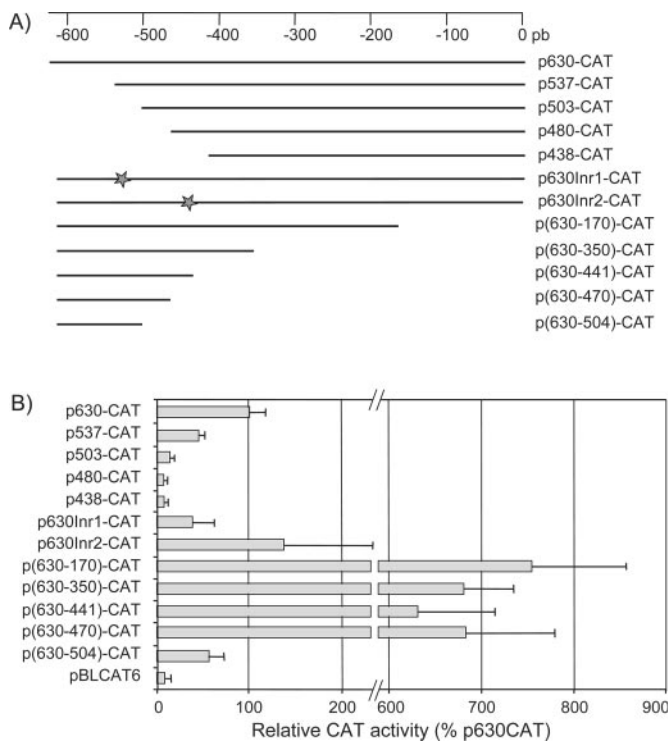 A)
-600 -500 -400 -300 -200 -100 0 pb
p630-CAT
p537-CAT
p503-CAT
p480-CAT
p438-CAT
p630Inr1-CAT
p630Inr2-CAT
p(630-170)-CAT
p(630-350)-CAT
p(630-441)-CAT
p(630-470)-CAT
p(630-504)-CAT
B)
p630-CAT
p537-CAT
p503-CAT
p480-CAT
p438-CAT
p630Inr1-CAT
p630Inr2-CAT
p(630-170)-CAT
p(630-350)-CAT
p(630-441)-CAT
p(630-470)-CAT
p(630-504)-CAT
pBLCAT6
0 100 200 600 700 800 900
Relative CAT activity (% p630CAT)